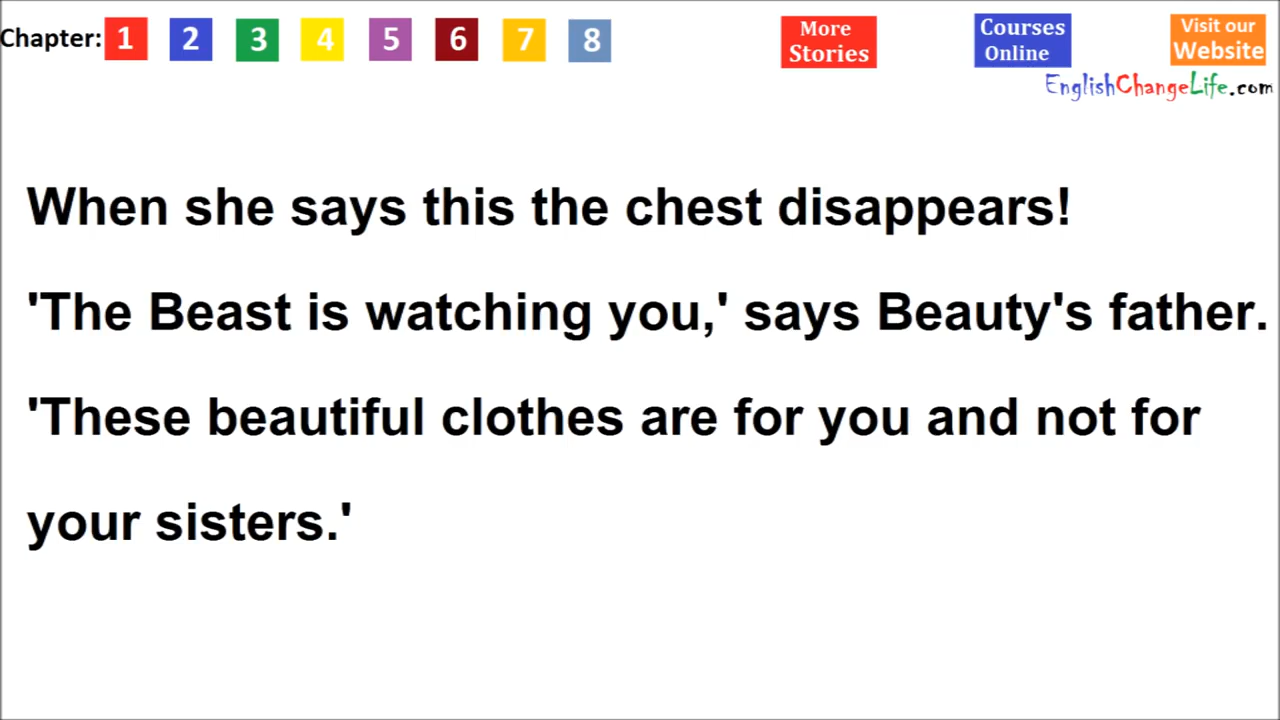 Chapter: 1 2 3 4 5 6 7 8
More
Stories
Courses
Online
Visit our
Website
EnglishChangeLife.com
When she says this the chest disappears!
'The Beast is watching you,' says Beauty's father.
'These beautiful clothes are for you and not for
your sisters.'